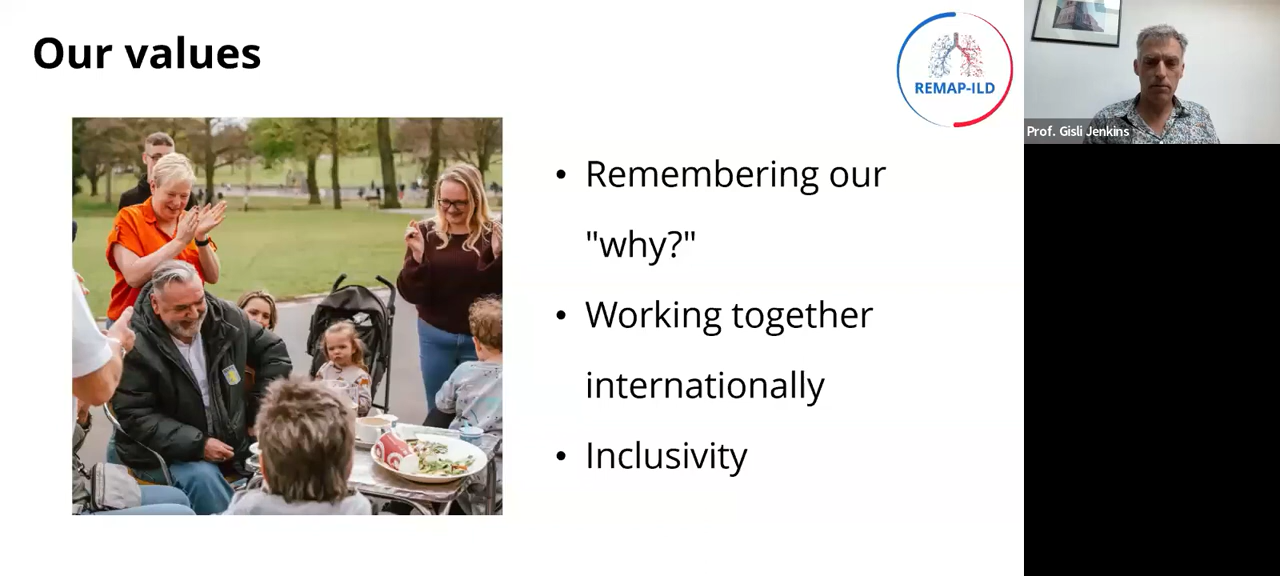 Our values
REMAP-ILD
Prof. Gisli Jenkins
• Remembering our
"why?"
• Working together
internationally
• Inclusivity